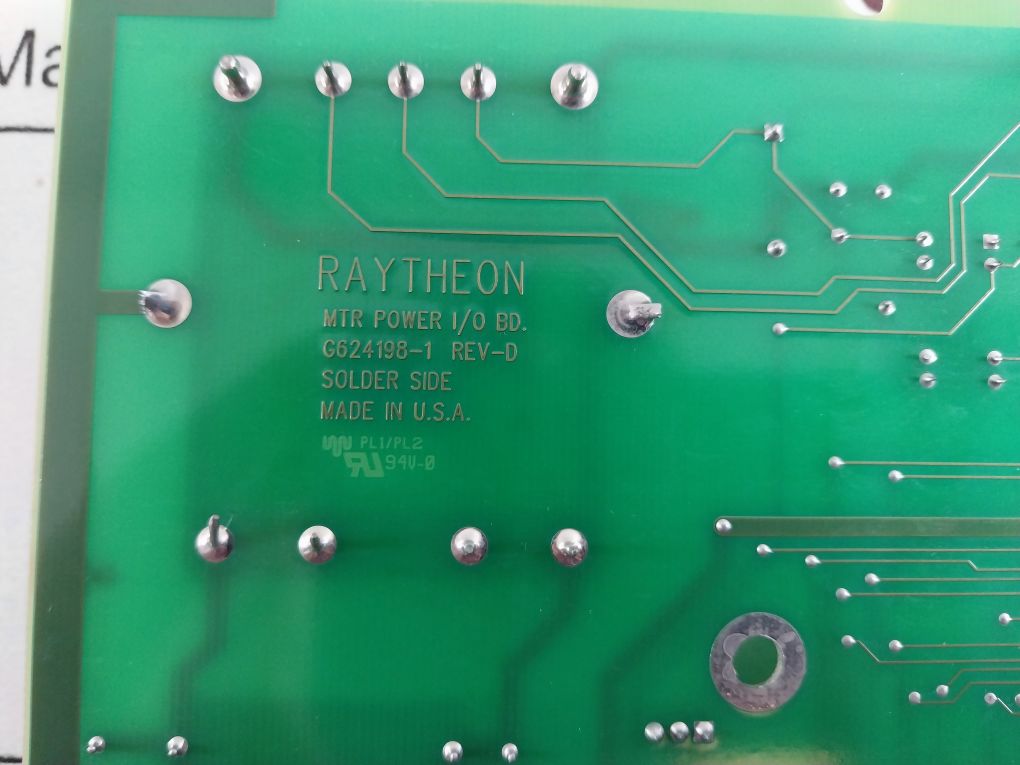 Ma
RAYTHEON
MTR POWER I/O BD.
G624198-1 REV-D
SOLDER SIDE
MADE IN U.S.A.
PL1/PL2
94V-0